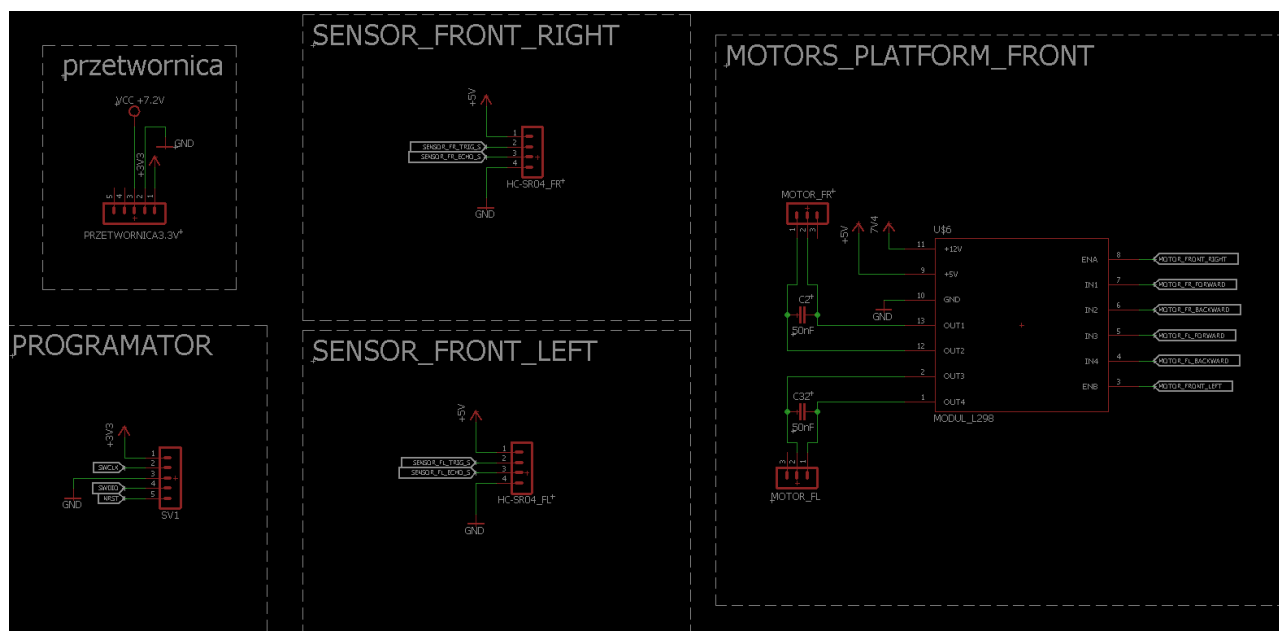 przetwornica
VCC +7.2V
GND
+3V3
5
4
3
2
1
PRZETWORNICA3.3V
SENSOR_FRONT_RIGHT
+5V
1
SENSOR_FR_TRIG_S 2
SENSOR_FR_ECHO_S 3
4
HC-SR04_FR
GND
MOTORS_PLATFORM_FRONT
MOTOR_FR
1
2
3
+5V
7V4
U$6
11 +12V
9 +5V
10 GND
GND
13 OUT1
12 OUT2
2 OUT3
1 OUT4
C2
50nF
C32
50nF
ENA 8 MOTOR_FRONT_RIGHT
IN1 7 MOTOR_FR_FORWARD
IN2 6 MOTOR_FR_BACKWARD
IN3 5 MOTOR_FL_FORWARD
IN4 4 MOTOR_FL_BACKWARD
ENB 3 MOTOR_FRONT_LEFT
MODUL_L298
3
2
1
MOTOR_FL
PROGRAMATOR
+3V3
1
SWCLK 2
3
SWDIO 4
NRST 5
GND
SV1
SENSOR_FRONT_LEFT
+5V
1
SENSOR_FL_TRIG_S 2
SENSOR_FL_ECHO_S 3
4
HC-SR04_FL
GND